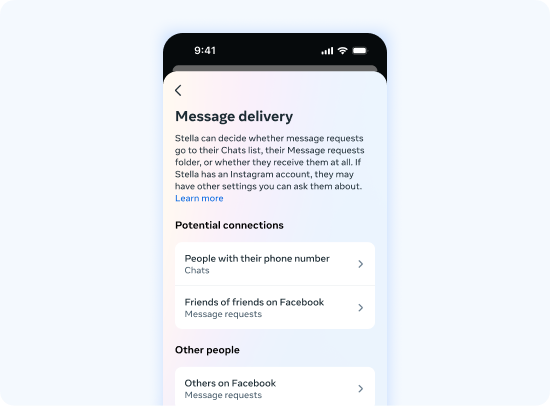 9:41
Message delivery
Stella can decide whether message requests
go to their Chats list, their Message requests
folder, or whether they receive them at all. If
Stella has an Instagram account, they may
have other settings you can ask them about.
Learn more
Potential connections
People with their phone number
Chats
Friends of friends on Facebook
Message requests
Other people
Others on Facebook
Message requests